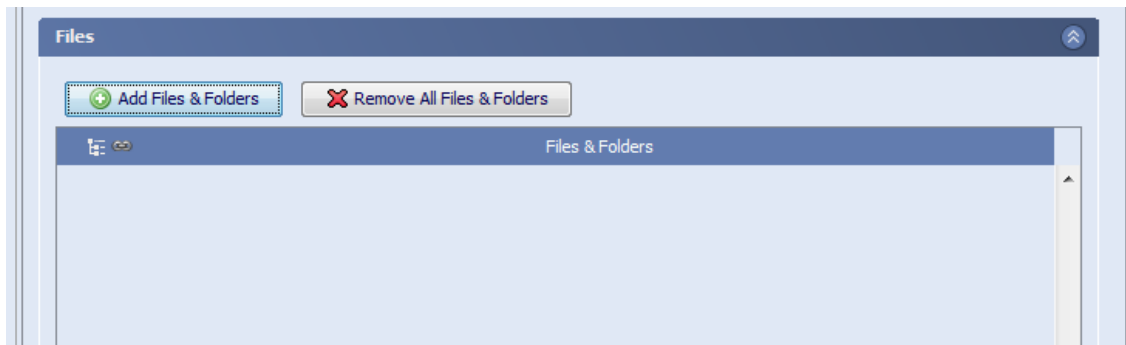 Files
Add Files & Folders
Remove All Files & Folders
Files & Folders